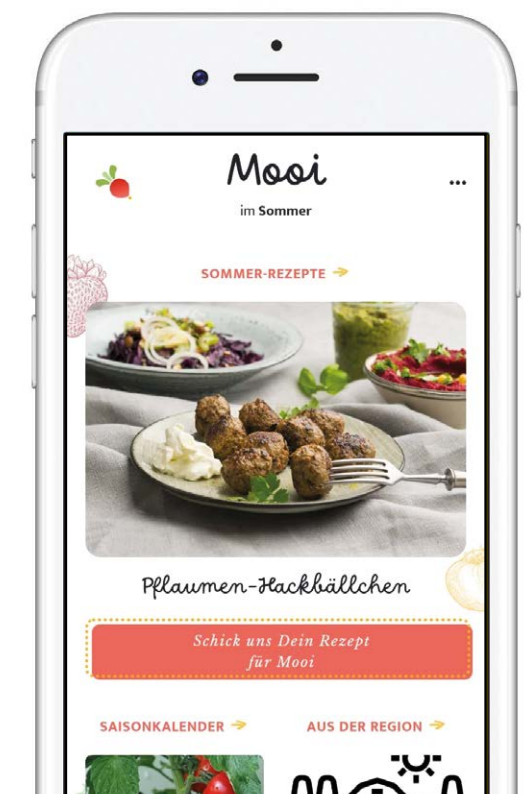 Mooi
im Sommer
SOMMER-REZEPTE →
Pflaumen-Hackbällchen
Schick uns Dein Rezept
für Mooi
SAISONKALENDER →
AUS DER REGION →